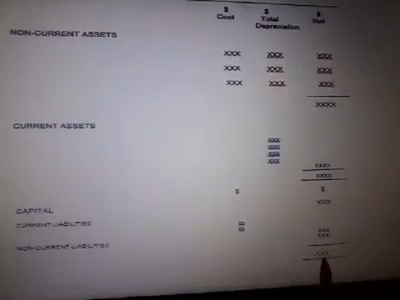 $ $ $
Cost Total Depreciation Net
NON-CURRENT ASSETS
XXX XXX XXX
XXX XXX XXX
XXX XXX XXX
XXXX
CURRENT ASSETS
XXX
XXX
XXX
XXX XXXX
XXXX
$ $
CAPITAL XXX
CURRENT LIABILITIES
NON-CURRENT LIABILITIES
XXX